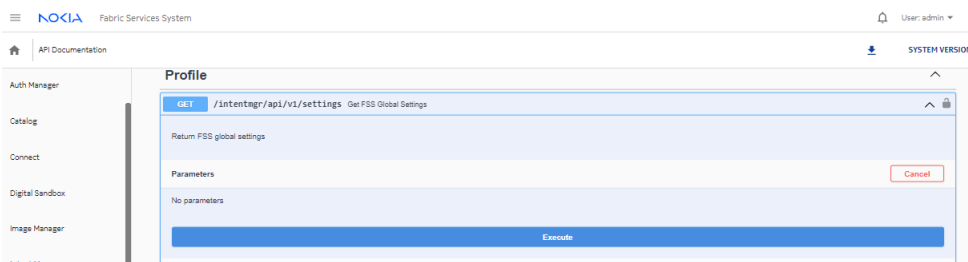 NOKIA Fabric Services System User: admin
API Documentation SYSTEM VERSION
Auth Manager
Catalog
Connect
Digital Sandbox
Image Manager
Profile
GET /intentmgr/api/v1/settings Get FSS Global Settings
Return FSS global settings
Parameters Cancel
No parameters
Execute